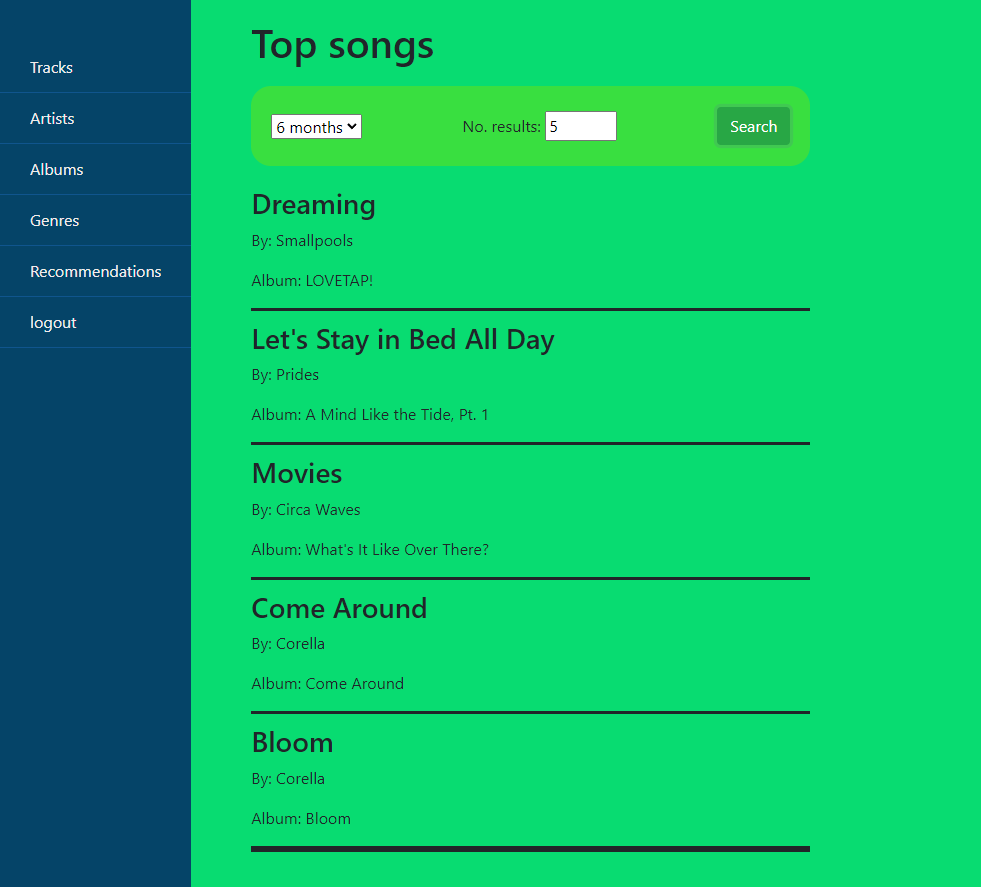 Tracks
Artists
Albums
Genres
Recommendations
logout
Top songs
6 months No. results: 5 Search
Dreaming
By: Smallpools
Album: LOVETAP!
Let's Stay in Bed All Day
By: Prides
Album: A Mind Like the Tide, Pt. 1
Movies
By: Circa Waves
Album: What's It Like Over There?
Come Around
By: Corella
Album: Come Around
Bloom
By: Corella
Album: Bloom